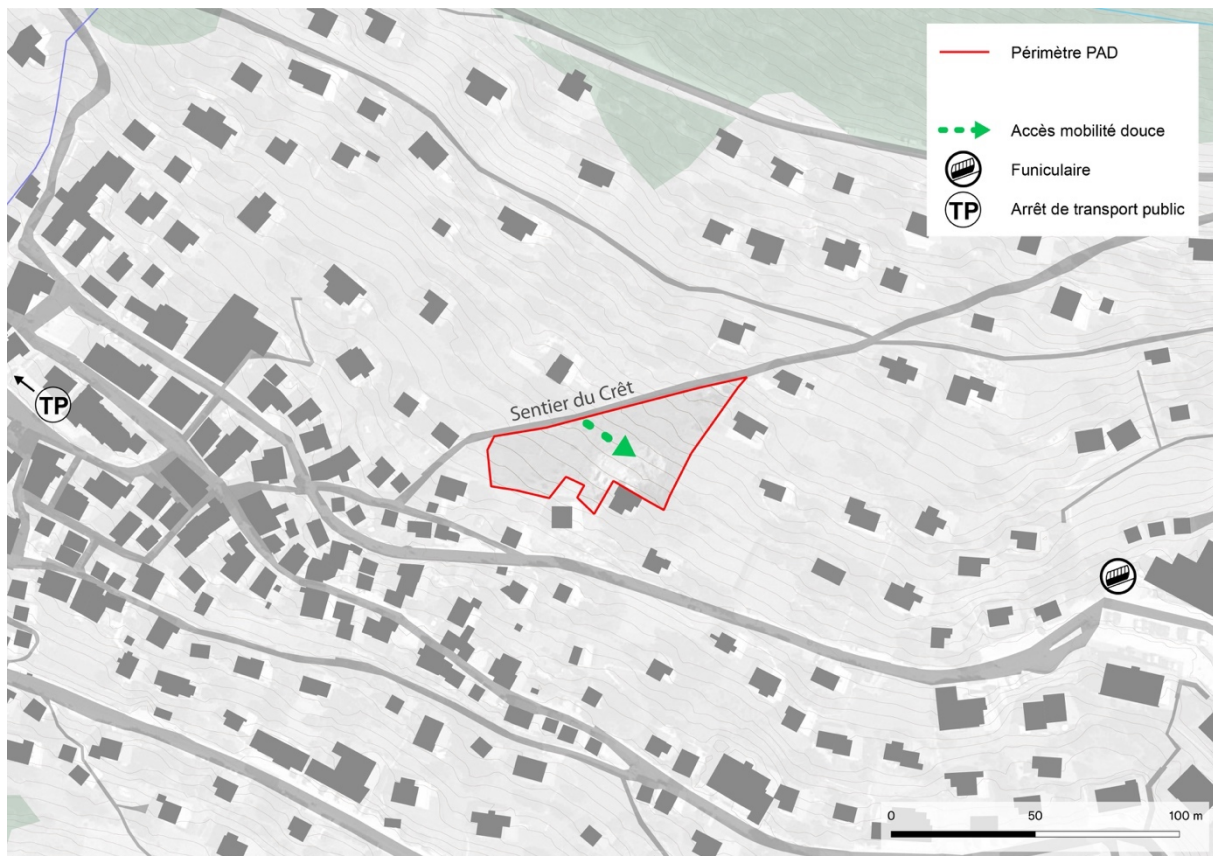 Périmètre PAD
Accès mobilité douce
Funiculaire
TP Arrêt de transport public
Sentier du Crêt
TP
0 50 100 m